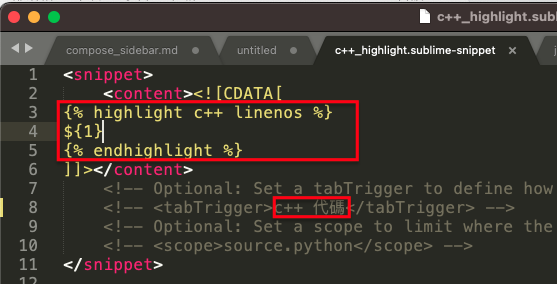 c++_highlight.sublime-snippet
compose_sidebar.md untitled c++_highlight.sublime-snippet
1 <snippet>
2 <content><![CDATA[
3 {% highlight c++ linenos %}
4 ${1}
5 {% endhighlight %}
6 ]]></content>
7 <!-- Optional: Set a tabTrigger to define how
8 <!-- <tabTrigger>c++ 代碼</tabTrigger> -->
9 <!-- Optional: Set a scope to limit where the
10 <!-- <scope>source.python</scope> -->
11 </snippet>
12